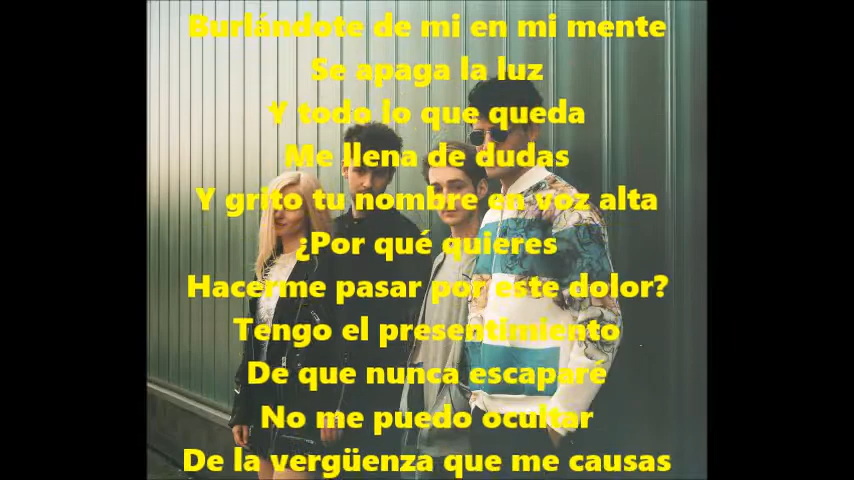 Burlándote de mi en mi mente
Se apaga la luz
Y todo lo que queda
Me llena de dudas
Y grito tu nombre en voz alta
¿Por qué quieres
Hacerme pasar por este dolor?
Tengo el presentimiento
De que nunca escaparé
No me puedo ocultar
De la vergüenza que me causas